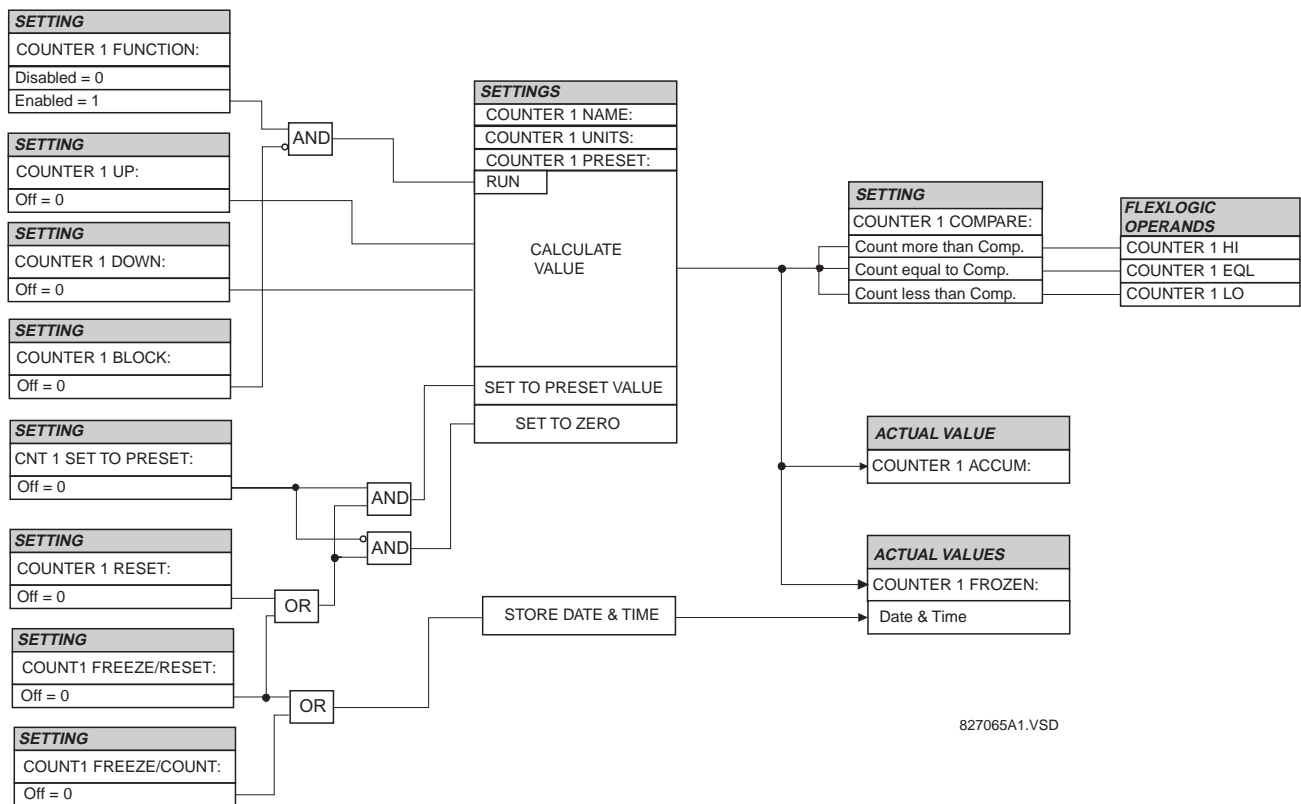 SETTING
COUNTER 1 FUNCTION:
Disabled = 0
Enabled = 1
SETTING
COUNTER 1 UP:
Off = 0
SETTING
COUNTER 1 DOWN:
Off = 0
SETTING
COUNTER 1 BLOCK:
Off = 0
SETTING
CNT 1 SET TO PRESET:
Off = 0
SETTING
COUNTER 1 RESET:
Off = 0
SETTING
COUNT1 FREEZE/RESET:
Off = 0
SETTING
COUNT1 FREEZE/COUNT:
Off = 0
AND
AND
AND
OR
OR
SETTINGS
COUNTER 1 NAME:
COUNTER 1 UNITS:
COUNTER 1 PRESET:
RUN
CALCULATE
VALUE
SET TO PRESET VALUE
SET TO ZERO
STORE DATE & TIME
SETTING
COUNTER 1 COMPARE:
Count more than Comp.
Count equal to Comp.
Count less than Comp.
FLEXLOGIC
OPERANDS
COUNTER 1 HI
COUNTER 1 EQL
COUNTER 1 LO
ACTUAL VALUE
COUNTER 1 ACCUM:
ACTUAL VALUES
COUNTER 1 FROZEN:
Date & Time
827065A1.VSD